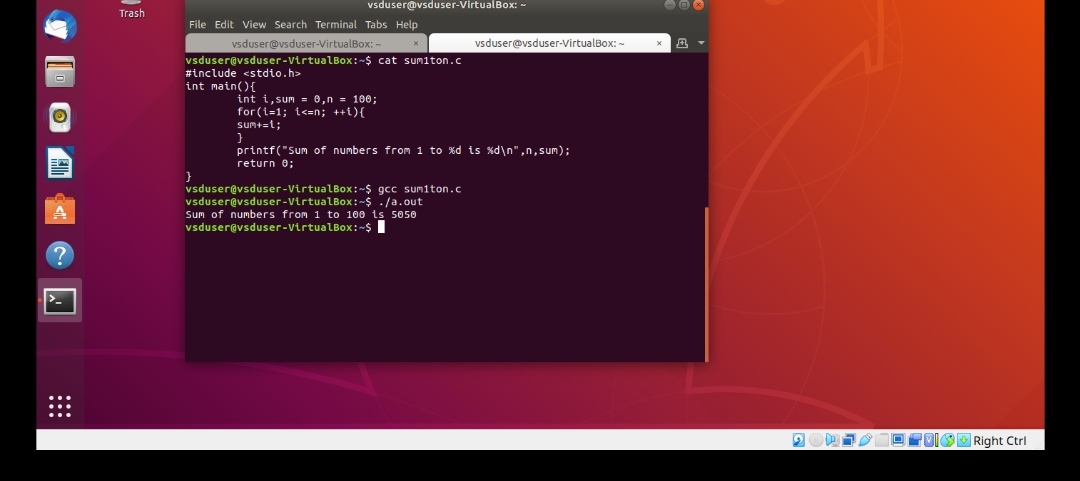 Trash
vsduser@vsduser-VirtualBox: ~
File Edit View Search Terminal Tabs Help
vsduser@vsduser-VirtualBox: ~ × vsduser@vsduser-VirtualBox: ~ ×
vsduser@vsduser-VirtualBox:~$ cat sum1ton.c
#include <stdio.h>
int main(){
        int i,sum = 0,n = 100;
        for(i=1; i<=n; ++i){
        sum+=i;
        }
        printf("Sum of numbers from 1 to %d is %d\n",n,sum);
        return 0;
}
vsduser@vsduser-VirtualBox:~$ gcc sum1ton.c
vsduser@vsduser-VirtualBox:~$ ./a.out
Sum of numbers from 1 to 100 is 5050
vsduser@vsduser-VirtualBox:~$
Right Ctrl